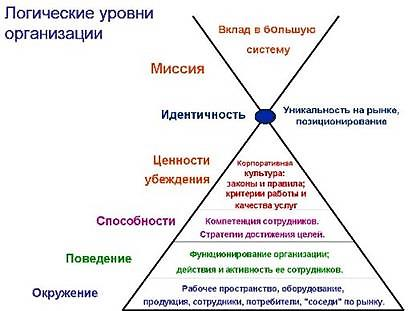 Логические уровни
организации
Вклад в большую
систему
Миссия
Идентичность
Уникальность на рынке,
позиционирование
Ценности
убеждения
Корпоративная
культура:
законы и правила;
критерии работы и
качества услуг
Способности
Компетенция сотрудников.
Стратегии достижения целей.
Поведение
Функционирование организации;
действия и активность ее сотрудников.
Окружение
Рабочее пространство, оборудование,
продукция, сотрудники, потребители, "соседи" по рынку.